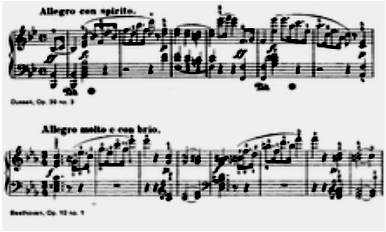 Allegro con spirito.
Dussek, Op. 39 no. 3
Allegro molto e con brio.
Beethoven, Op. 10 no. 1